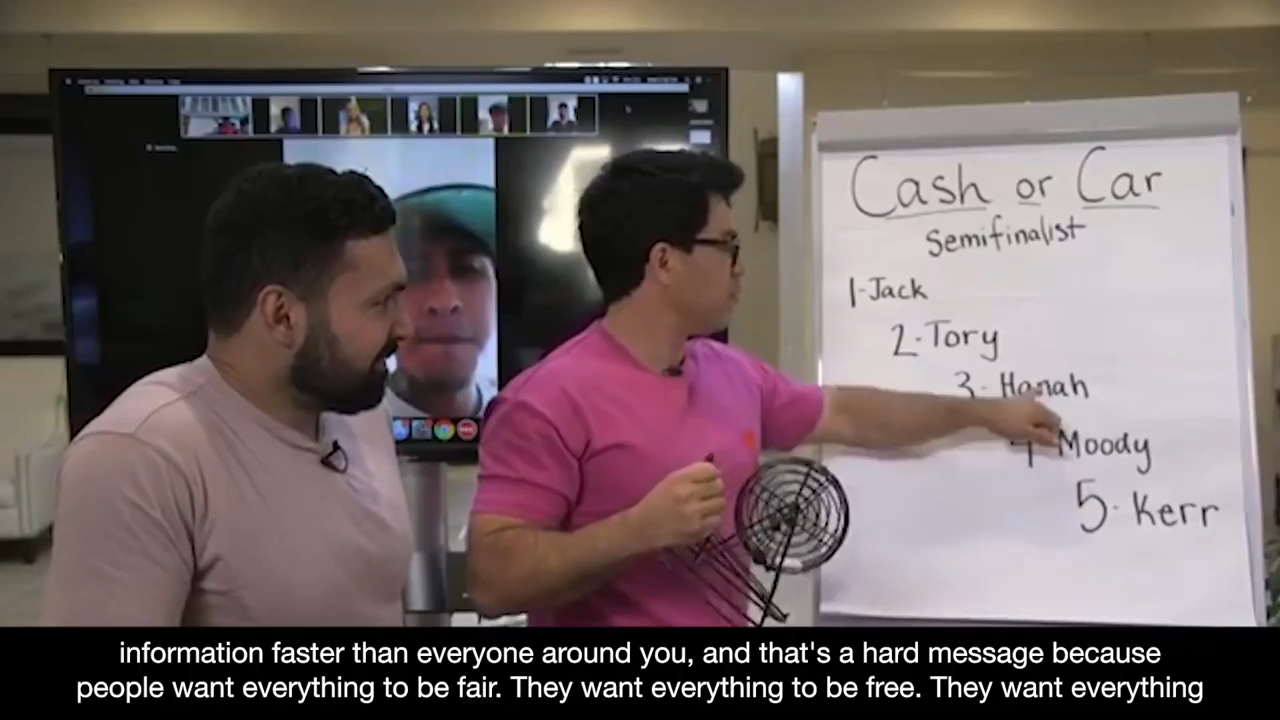 Cash or Car
Semifinalist
1-Jack
2-Tory
3- Hanah
4- Moody
5- Kerr
information faster than everyone around you, and that's a hard message because
people want everything to be fair. They want everything to be free. They want everything